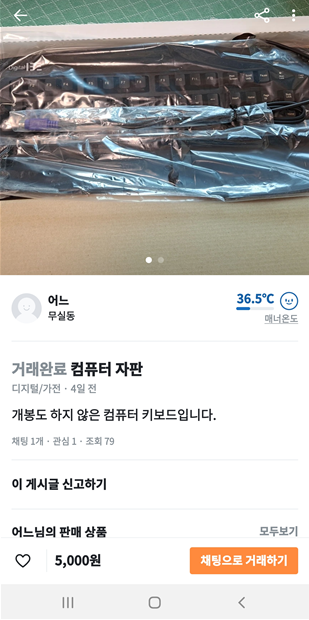 어느
무실동
36.5℃
매너온도
거래완료 컴퓨터 자판
디지털/가전 · 4일 전
개봉도 하지 않은 컴퓨터 키보드입니다.
채팅 1개 · 관심 1 · 조회 79
이 게시글 신고하기
어느님의 판매 상품
모두보기
5,000원
채팅으로 거래하기